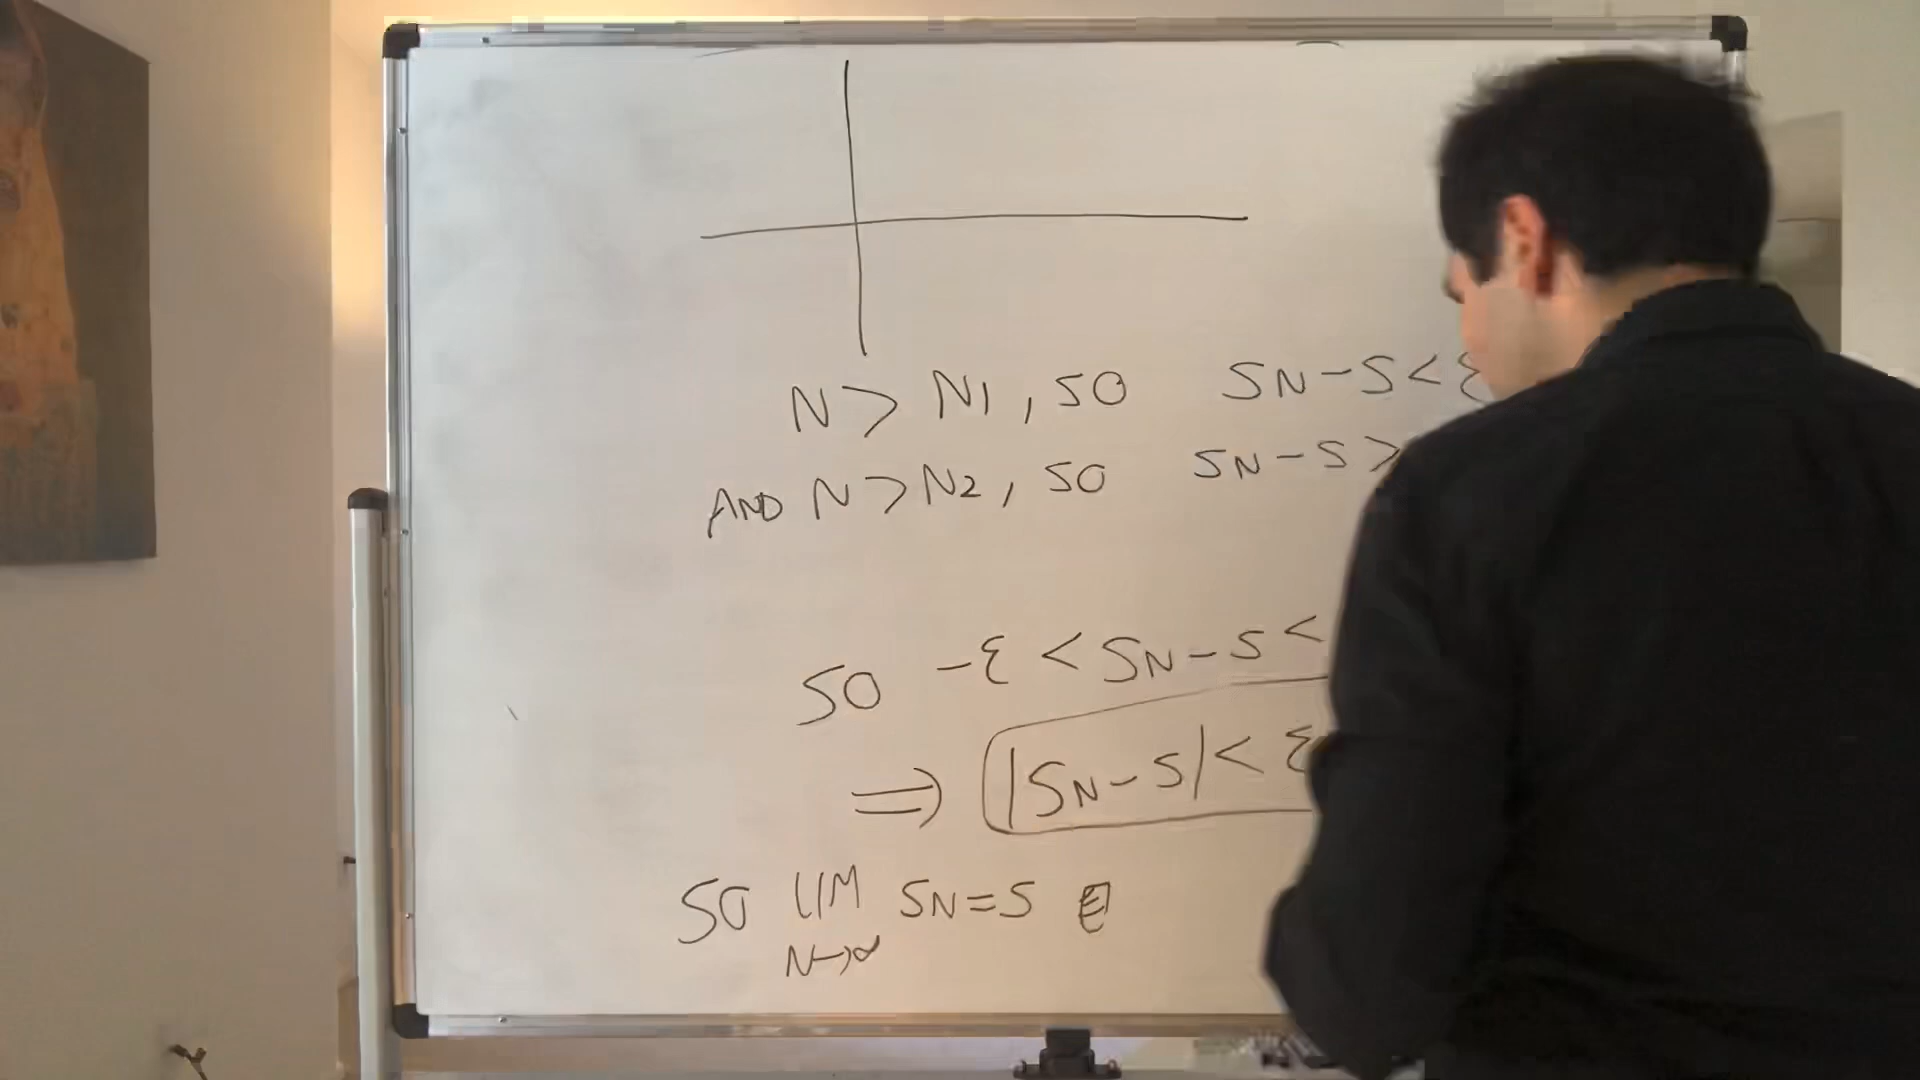 N > N1, SO SN - S < ε
AND N > N2, SO SN - S >
SO -ε < SN - S <
⇒ |SN - S| < ε
SO LIM SN = S
N→∞